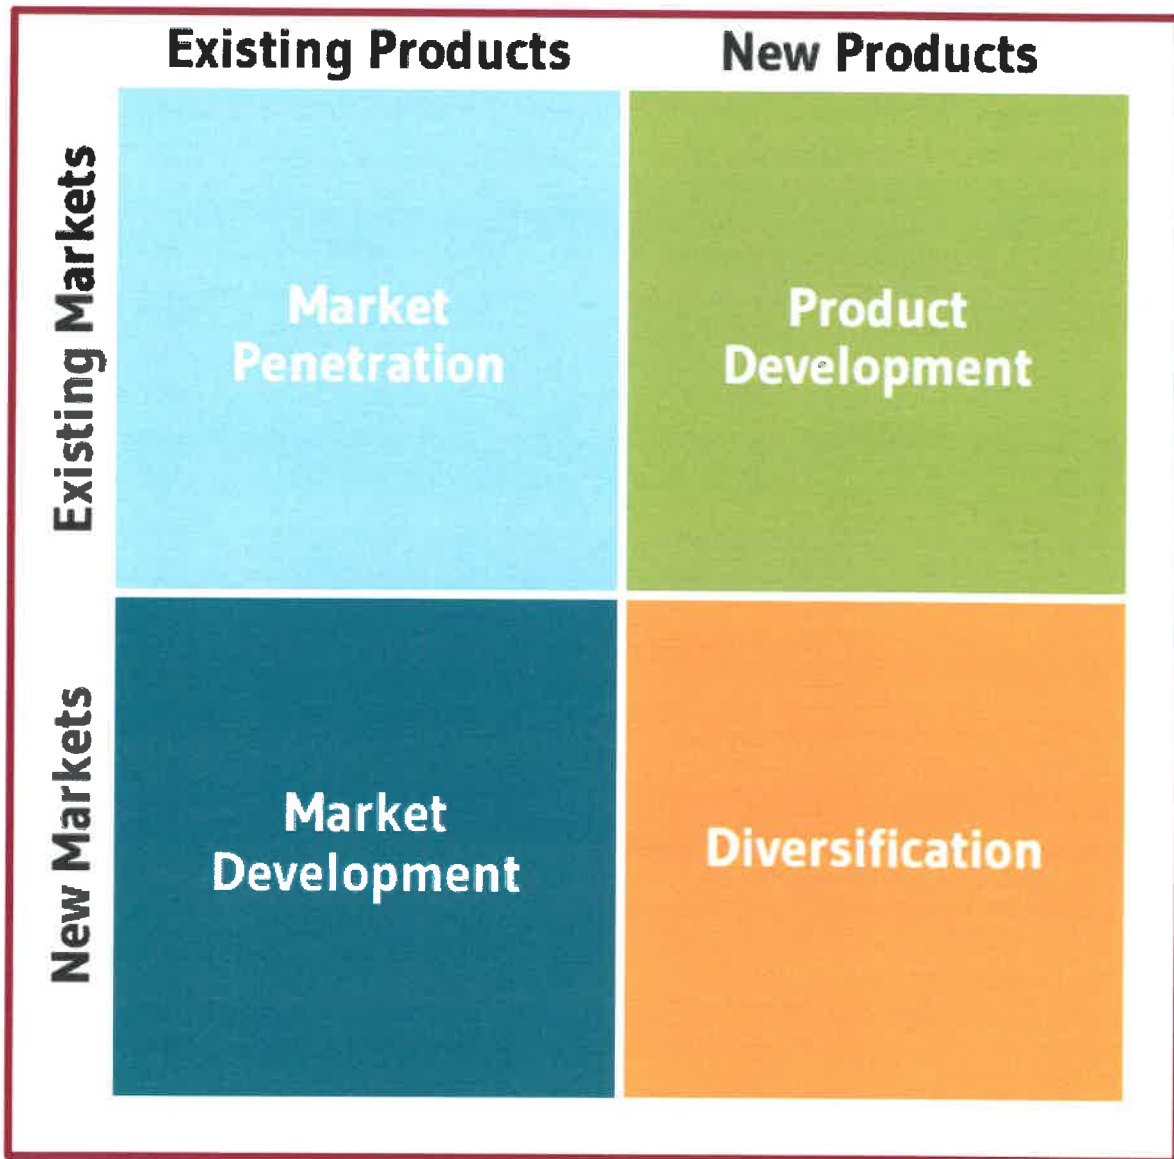 Existing Products
New Products
Existing Markets
Market
Penetration
Product
Development
New Markets
Market
Development
Diversification